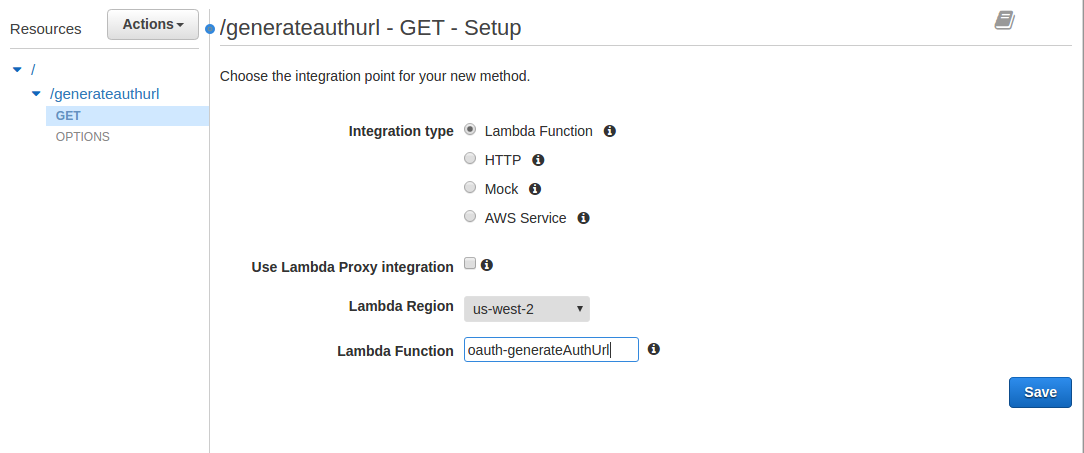 Resources
Actions
/
/generateauthurl
GET
OPTIONS
/generateauthurl - GET - Setup
Choose the integration point for your new method.
Integration type
Lambda Function
HTTP
Mock
AWS Service
Use Lambda Proxy integration
Lambda Region
us-west-2
Lambda Function
oauth-generateAuthUrl
Save